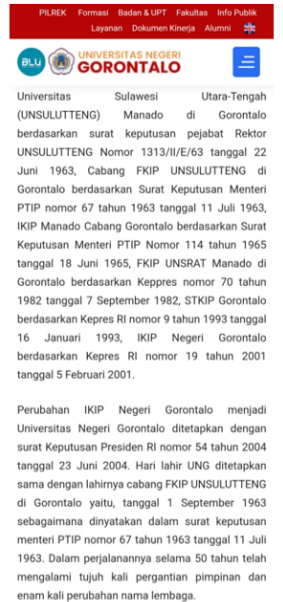 PILREK Formasi Badan & UPT Fakultas Info Publik
Layanan Dokumen Kinerja Alumni
BLU UNIVERSITAS NEGERI
GORONTALO
Universitas Sulawesi Utara-Tengah
(UNSULUTTENG) Manado di Gorontalo
berdasarkan surat keputusan pejabat Rektor
UNSULUTTENG Nomor 1313/II/E/63 tanggal 22
Juni 1963, Cabang FKIP UNSULUTTENG di
Gorontalo berdasarkan Surat Keputusan Menteri
PTIP nomor 67 tahun 1963 tanggal 11 Juli 1963,
IKIP Manado Cabang Gorontalo berdasarkan Surat
Keputusan Menteri PTIP Nomor 114 tahun 1965
tanggal 18 Juni 1965, FKIP UNSRAT Manado di
Gorontalo berdasarkan Keppres nomor 70 tahun
1982 tanggal 7 September 1982, STKIP Gorontalo
berdasarkan Kepres RI nomor 9 tahun 1993 tanggal
16 Januari 1993, IKIP Negeri Gorontalo
berdasarkan Kepres RI nomor 19 tahun 2001
tanggal 5 Februari 2001.
Perubahan IKIP Negeri Gorontalo menjadi
Universitas Negeri Gorontalo ditetapkan dengan
surat Keputusan Presiden RI nomor 54 tahun 2004
tanggal 23 Juni 2004. Hari lahir UNG ditetapkan
sama dengan lahirnya cabang FKIP UNSULUTTENG
di Gorontalo yaitu, tanggal 1 September 1963
sebagaimana dinyatakan dalam surat keputusan
menteri PTIP nomor 67 tahun 1963 tanggal 11 Juli
1963. Dalam perjalanannya selama 50 tahun telah
mengalami tujuh kali pergantian pimpinan dan
enam kali perubahan nama lembaga.